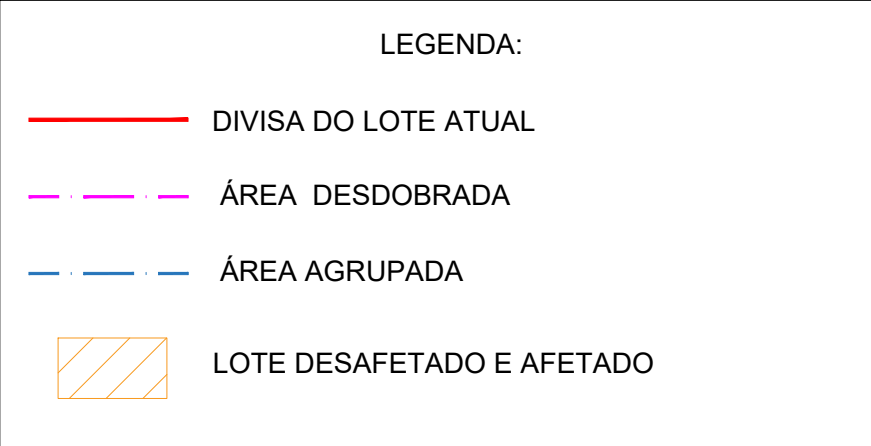 LEGENDA:
DIVISA DO LOTE ATUAL
ÁREA DESDOBRADA
ÁREA AGRUPADA
LOTE DESAFETADO E AFETADO